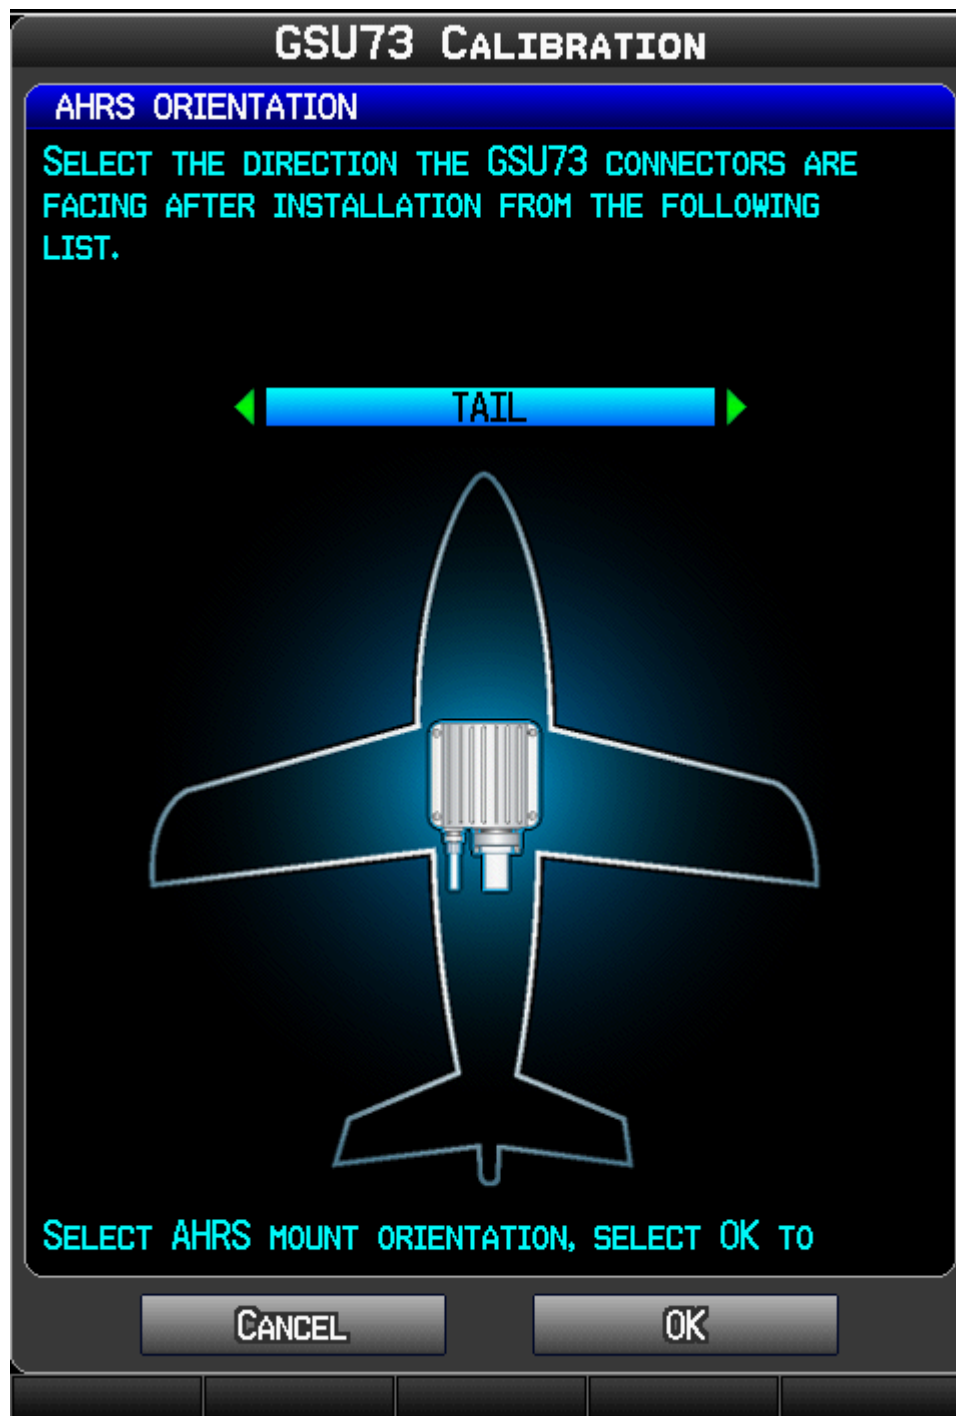 GSU73 CALIBRATION
AHRS ORIENTATION
SELECT THE DIRECTION THE GSU73 CONNECTORS ARE
FACING AFTER INSTALLATION FROM THE FOLLOWING
LIST.
TAIL
SELECT AHRS MOUNT ORIENTATION, SELECT OK TO
CANCEL
OK